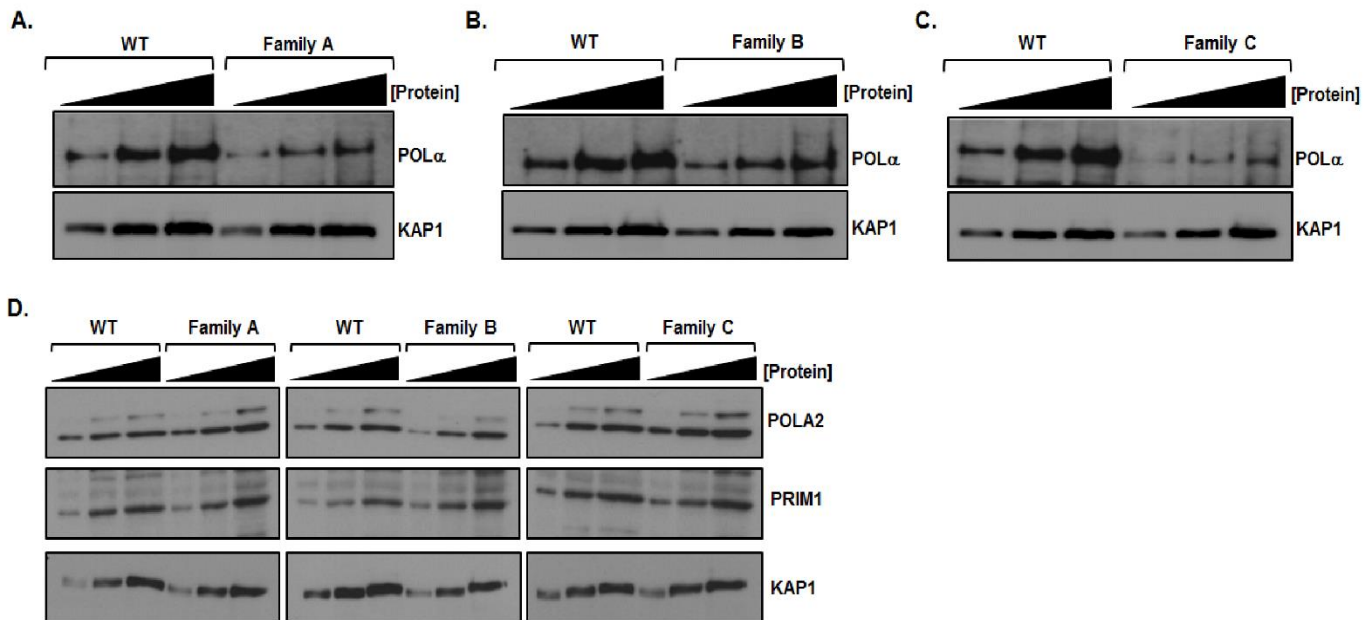 A.
WT Family A
[Protein]
POLα
KAP1
B.
WT Family B
[Protein]
POLα
KAP1
C.
WT Family C
[Protein]
POLα
KAP1
D.
WT Family A WT Family B WT Family C
[Protein]
POLA2
PRIM1
KAP1